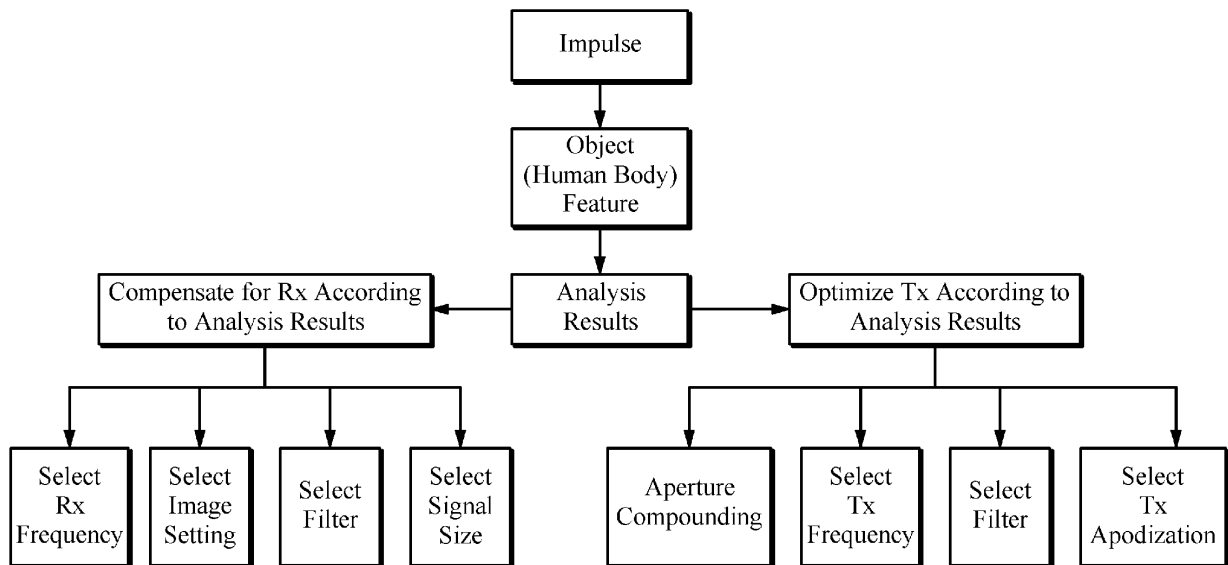 Impulse
Object
(Human Body)
Feature
Compensate for Rx According
to Analysis Results
Analysis
Results
Optimize Tx According to
Analysis Results
Select
Rx
Frequency
Select
Image
Setting
Select
Filter
Select
Signal
Size
Aperture
Compounding
Select
Tx
Frequency
Select
Filter
Select
Tx
Apodization